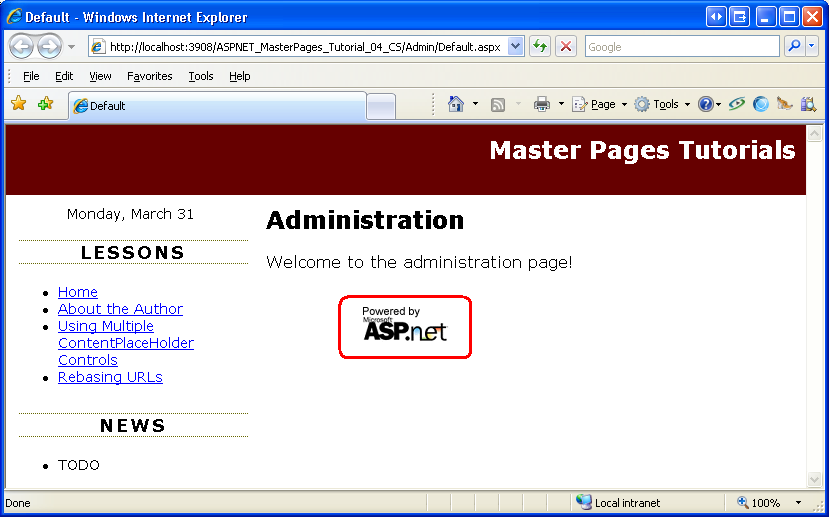 Default - Windows Internet Explorer
http://localhost:3908/ASPNET_MasterPages_Tutorial_04_CS/Admin/Default.aspx
Google
File Edit View Favorites Tools Help
Default
Page Tools
Master Pages Tutorials
Monday, March 31
LESSONS
Home
About the Author
Using Multiple
ContentPlaceHolder
Controls
Rebasing URLs
NEWS
TODO
Administration
Welcome to the administration page!
Powered by
Microsoft
ASP.net
Done
Local intranet
100%